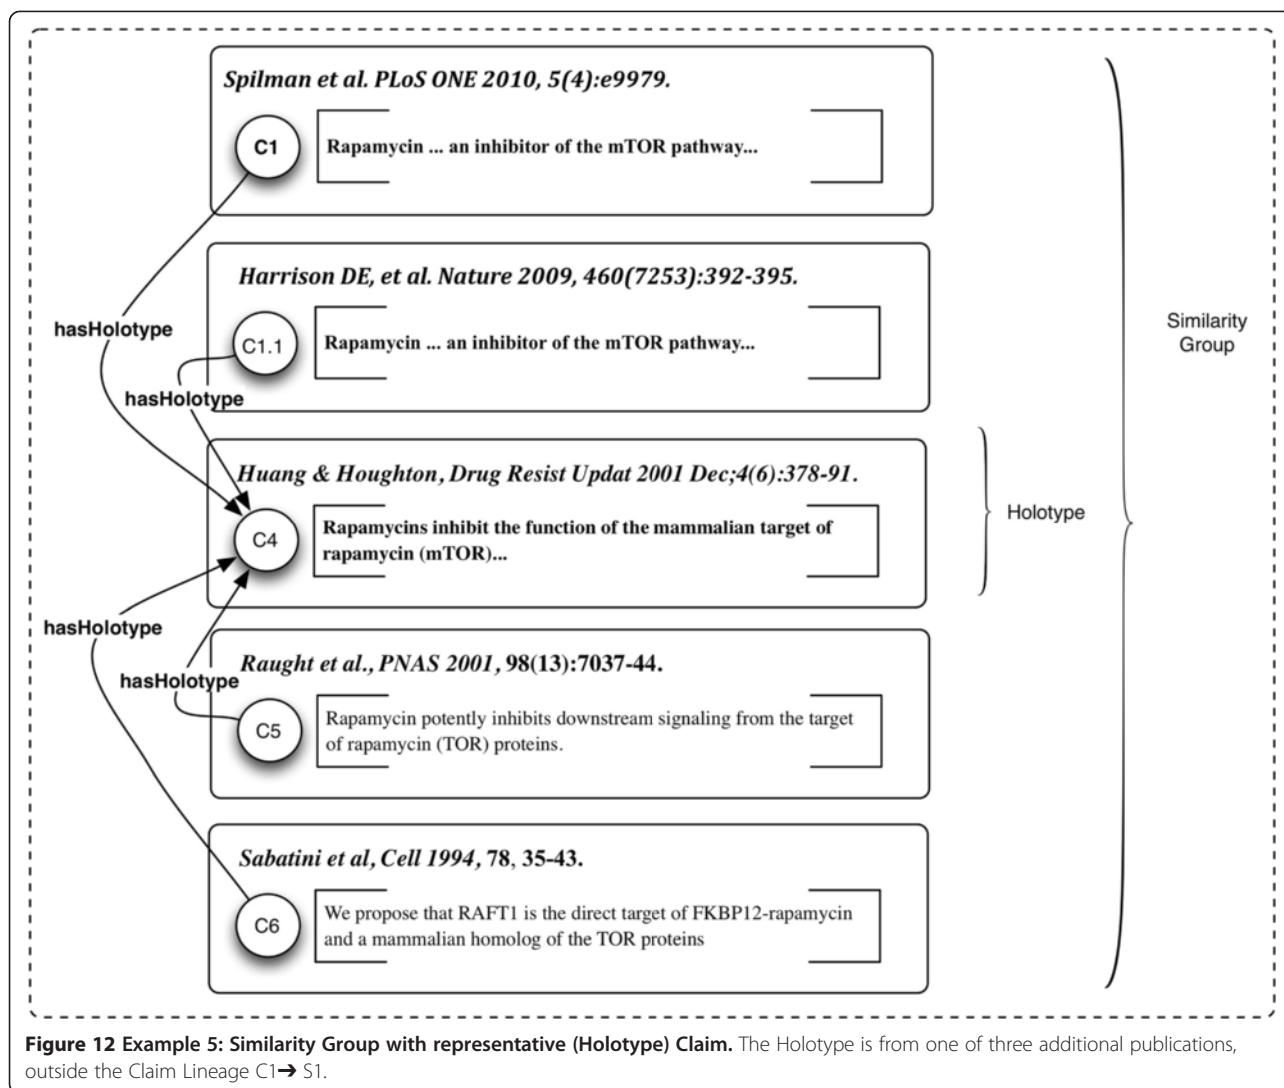 Spilman et al. PLoS ONE 2010, 5(4):e9979.
C1
Rapamycin ... an inhibitor of the mTOR pathway...
Harrison DE, et al. Nature 2009, 460(7253):392-395.
hasHolotype
C1.1
Rapamycin ... an inhibitor of the mTOR pathway...
Similarity
Group
hasHolotype
Huang & Houghton, Drug Resist Updat 2001 Dec;4(6):378-91.
C4
Rapamycins inhibit the function of the mammalian target of
rapamycin (mTOR)...
Holotype
hasHolotype
Raught et al., PNAS 2001, 98(13):7037-44.
hasHolotype
C5
Rapamycin potently inhibits downstream signaling from the target
of rapamycin (TOR) proteins.
Sabatini et al, Cell 1994, 78, 35-43.
C6
We propose that RAFT1 is the direct target of FKBP12-rapamycin
and a mammalian homolog of the TOR proteins
Figure 12 Example 5: Similarity Group with representative (Holotype) Claim. The Holotype is from one of three additional publications,
outside the Claim Lineage C1➔ S1.